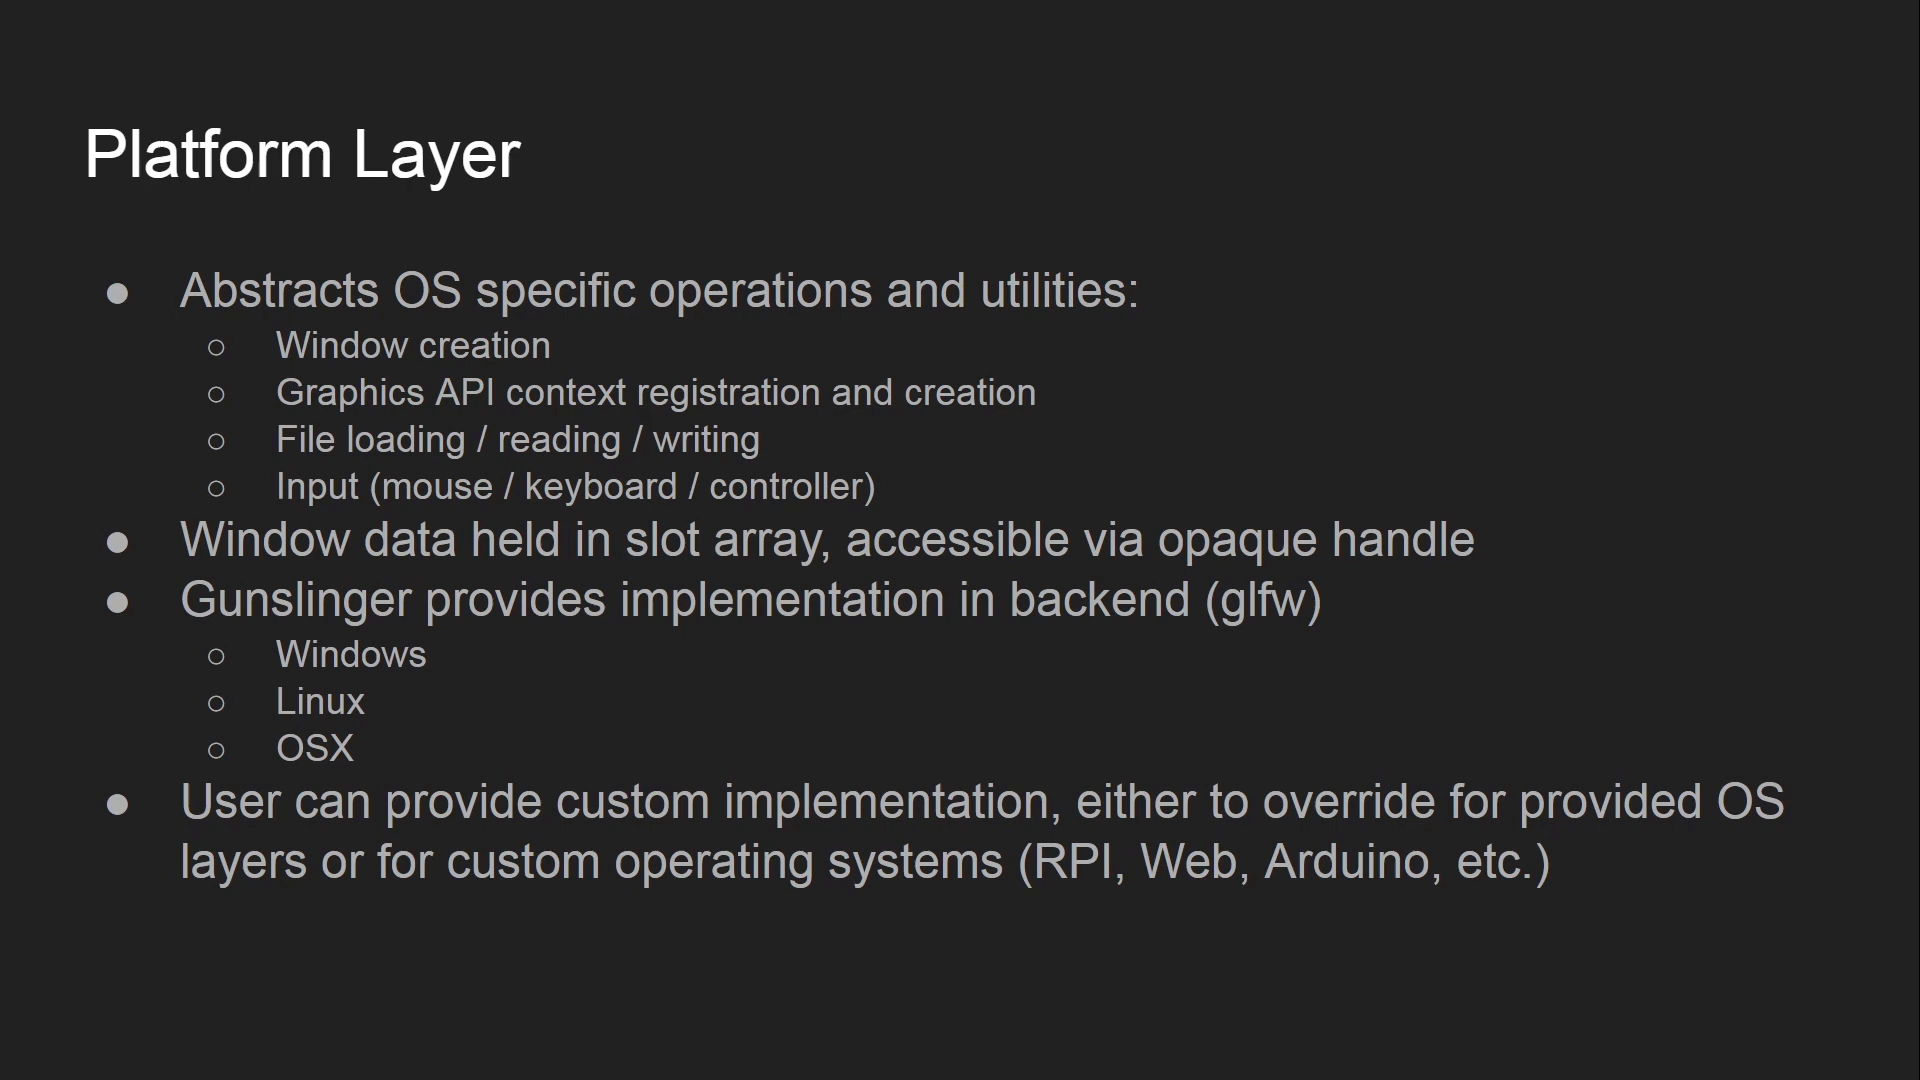 Platform Layer
● Abstracts OS specific operations and utilities:
○ Window creation
○ Graphics API context registration and creation
○ File loading / reading / writing
○ Input (mouse / keyboard / controller)
● Window data held in slot array, accessible via opaque handle
● Gunslinger provides implementation in backend (glfw)
○ Windows
○ Linux
○ OSX
● User can provide custom implementation, either to override for provided OS
layers or for custom operating systems (RPI, Web, Arduino, etc.)